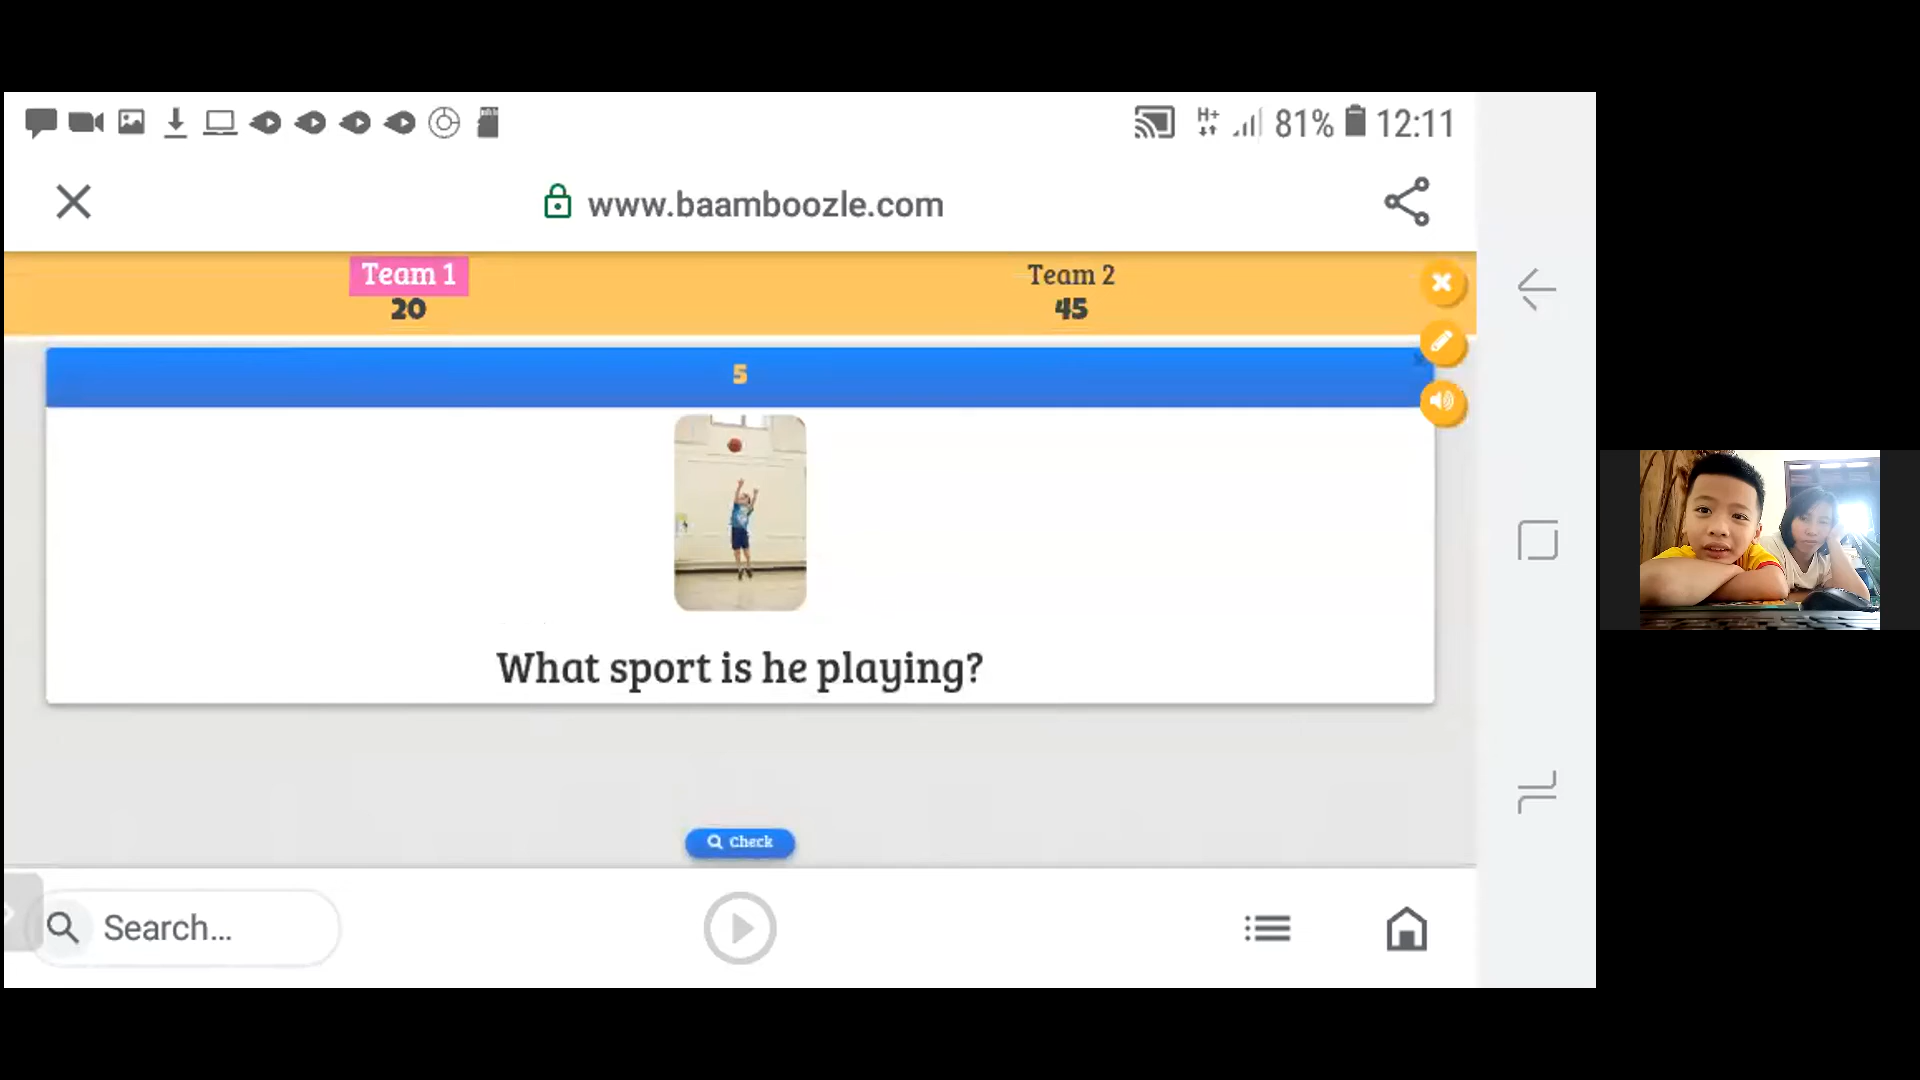 81% 12:11
www.baamboozle.com
Team 1
20
Team 2
45
5
What sport is he playing?
Check
Search...